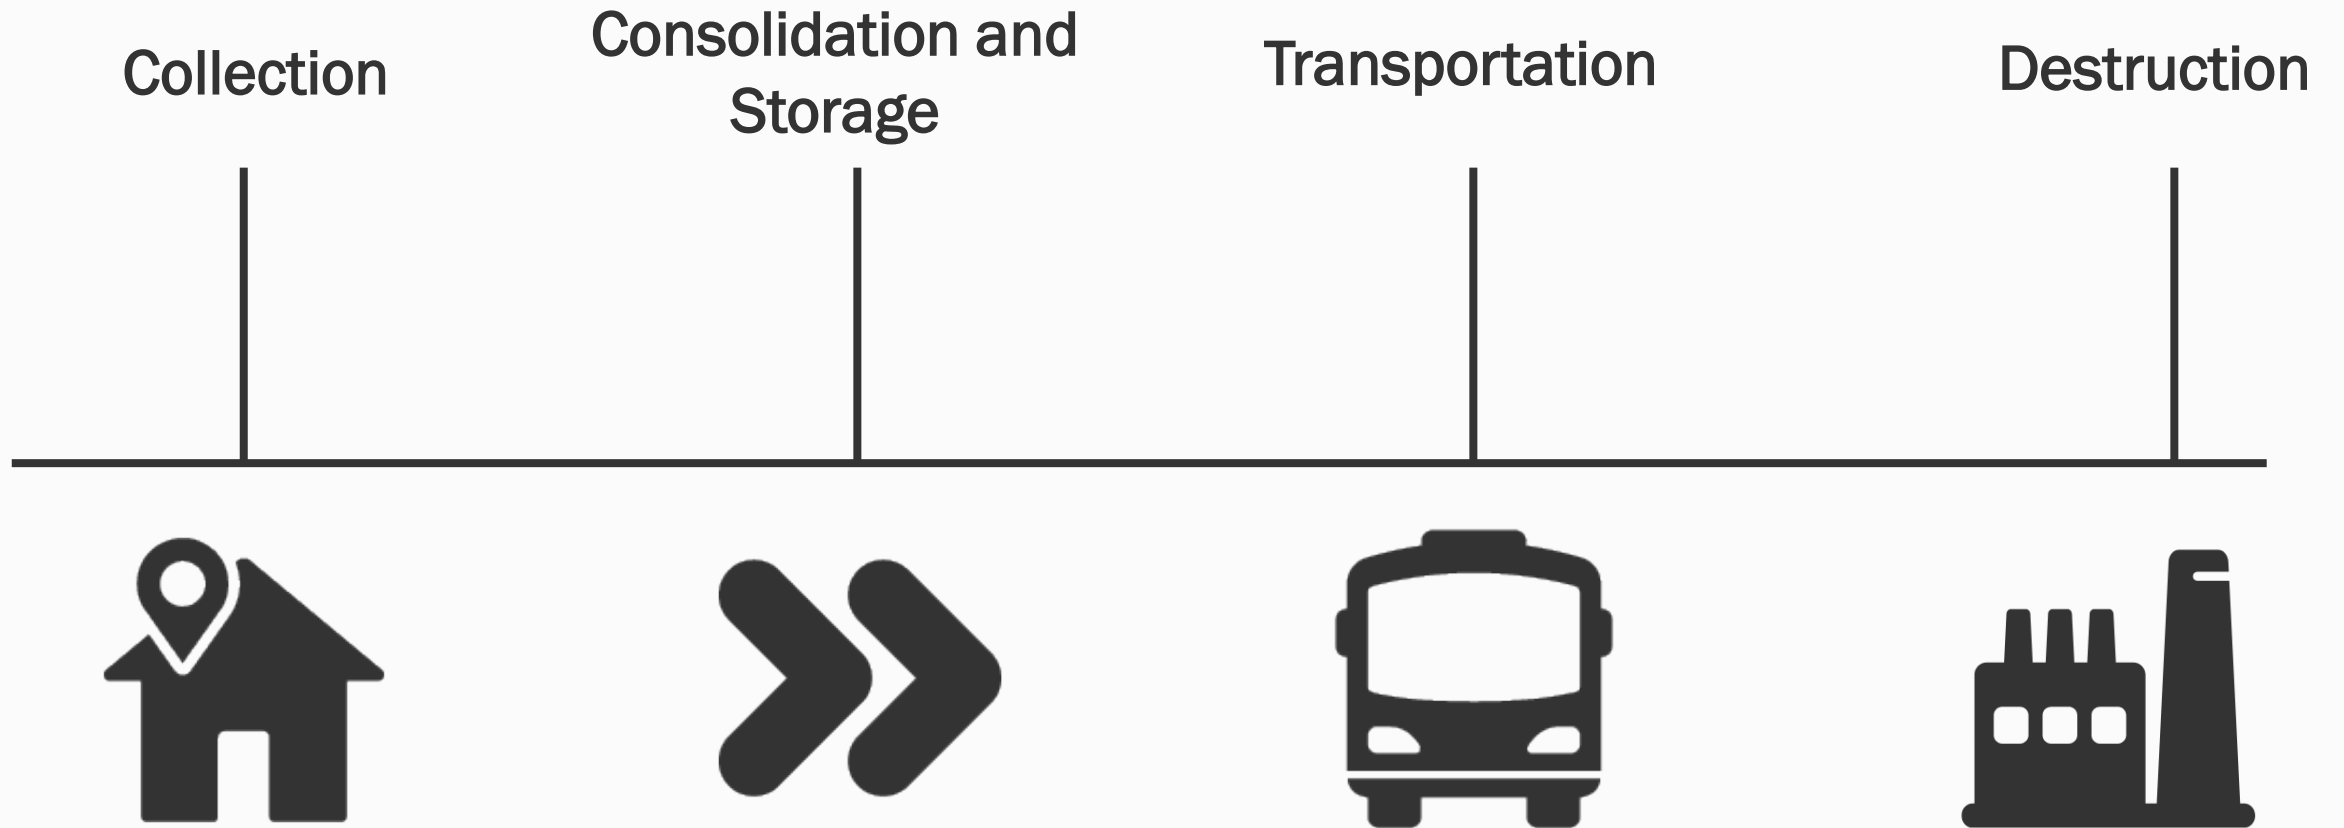 Collection
Consolidation and
Storage
Transportation
Destruction